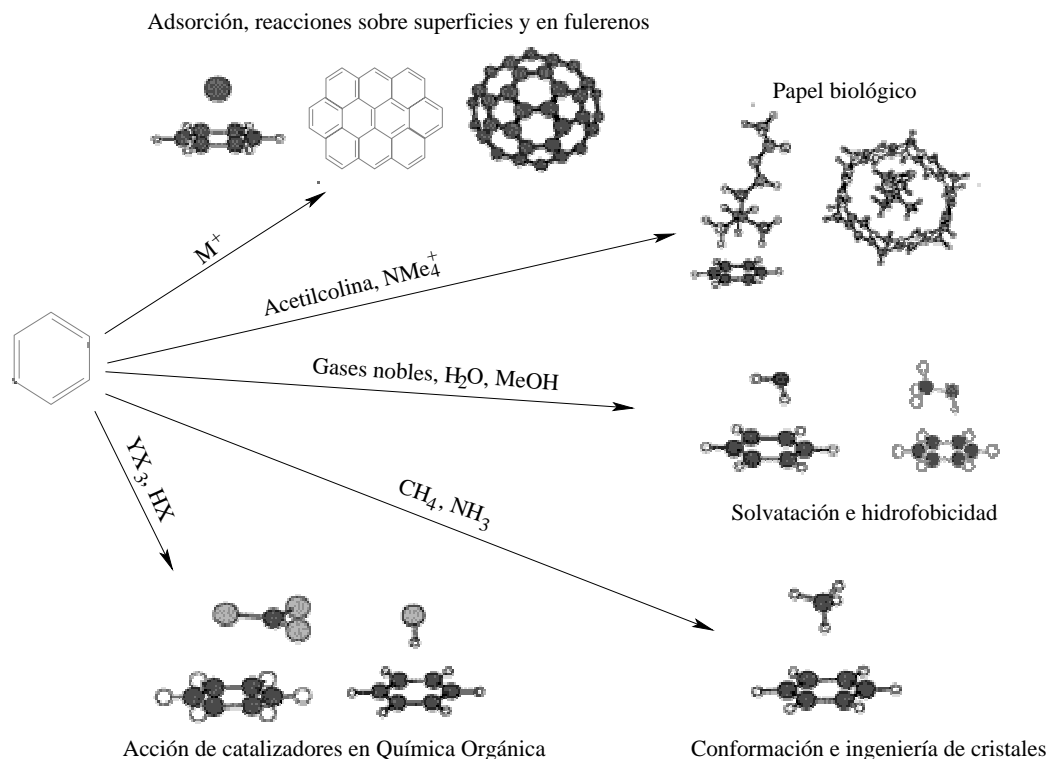 Adsorción, reacciones sobre superficies y en fulerenos
Papel biológico
M⁺
Acetilcolina, NMe₄⁺
Gases nobles, H₂O, MeOH
YX₃, HX
CH₄, NH₃
Solvatación e hidrofobicidad
Acción de catalizadores en Química Orgánica
Conformación e ingeniería de cristales